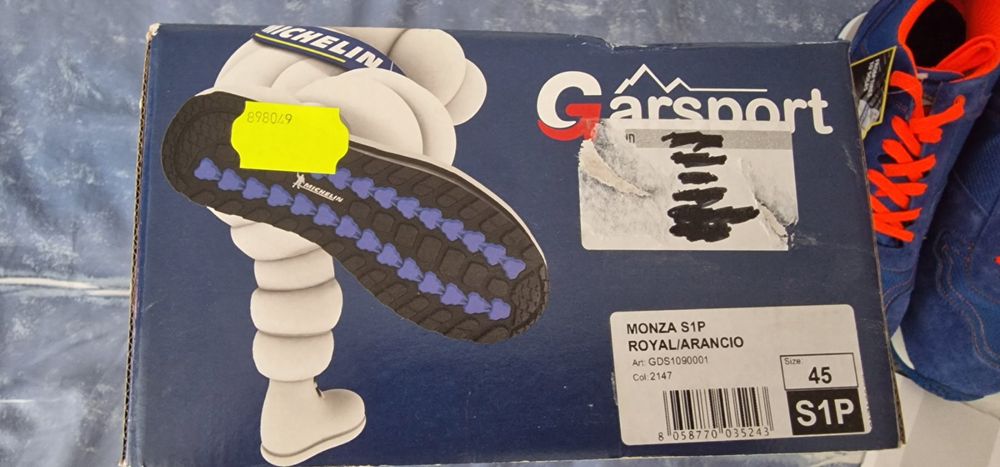 MICHELIN
Garsport
898049
MICHELIN
MONZA S1P
ROYAL/ARANCIO
Art: GDS1090001
Col: 2147
Size:
45
S1P
8 058770 035243